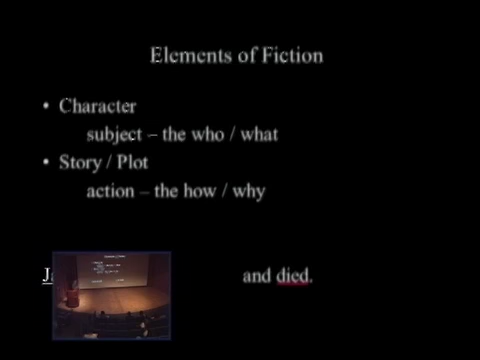 Elements of Fiction
• Character
subject – the who / what
• Story / Plot
action – the how / why
and died.